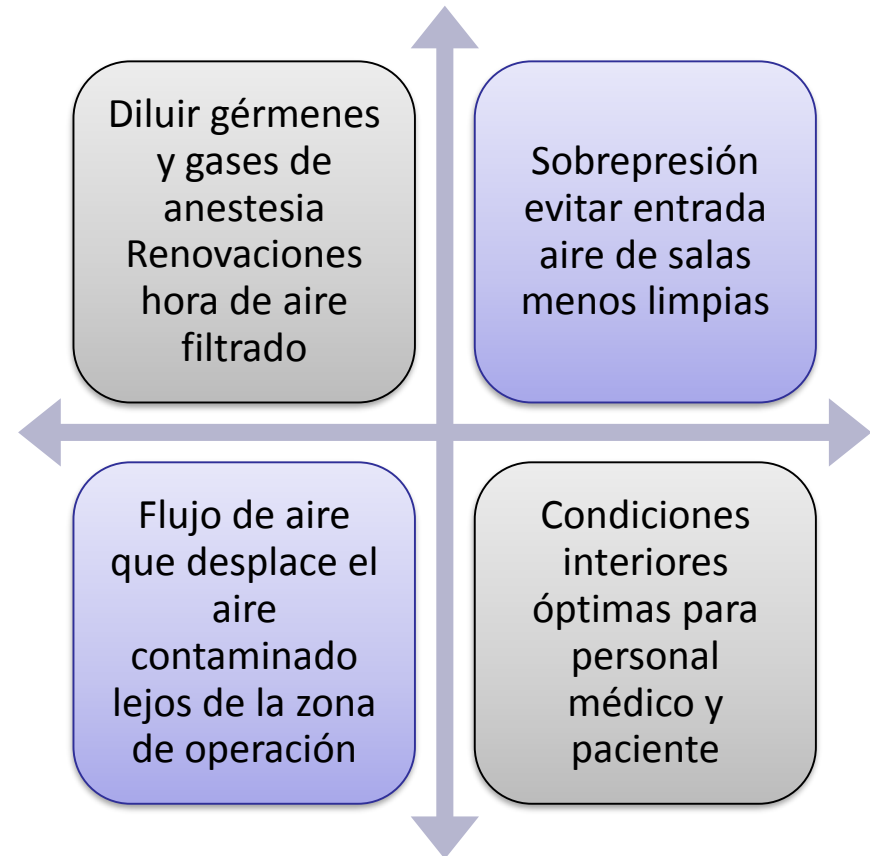 Diluir gérmenes
y gases de
anestesia
Renovaciones
hora de aire
filtrado
Sobrepresión
evitar entrada
aire de salas
menos limpias
Flujo de aire
que desplace el
aire
contaminado
lejos de la zona
de operación
Condiciones
interiores
óptimas para
personal
médico y
paciente